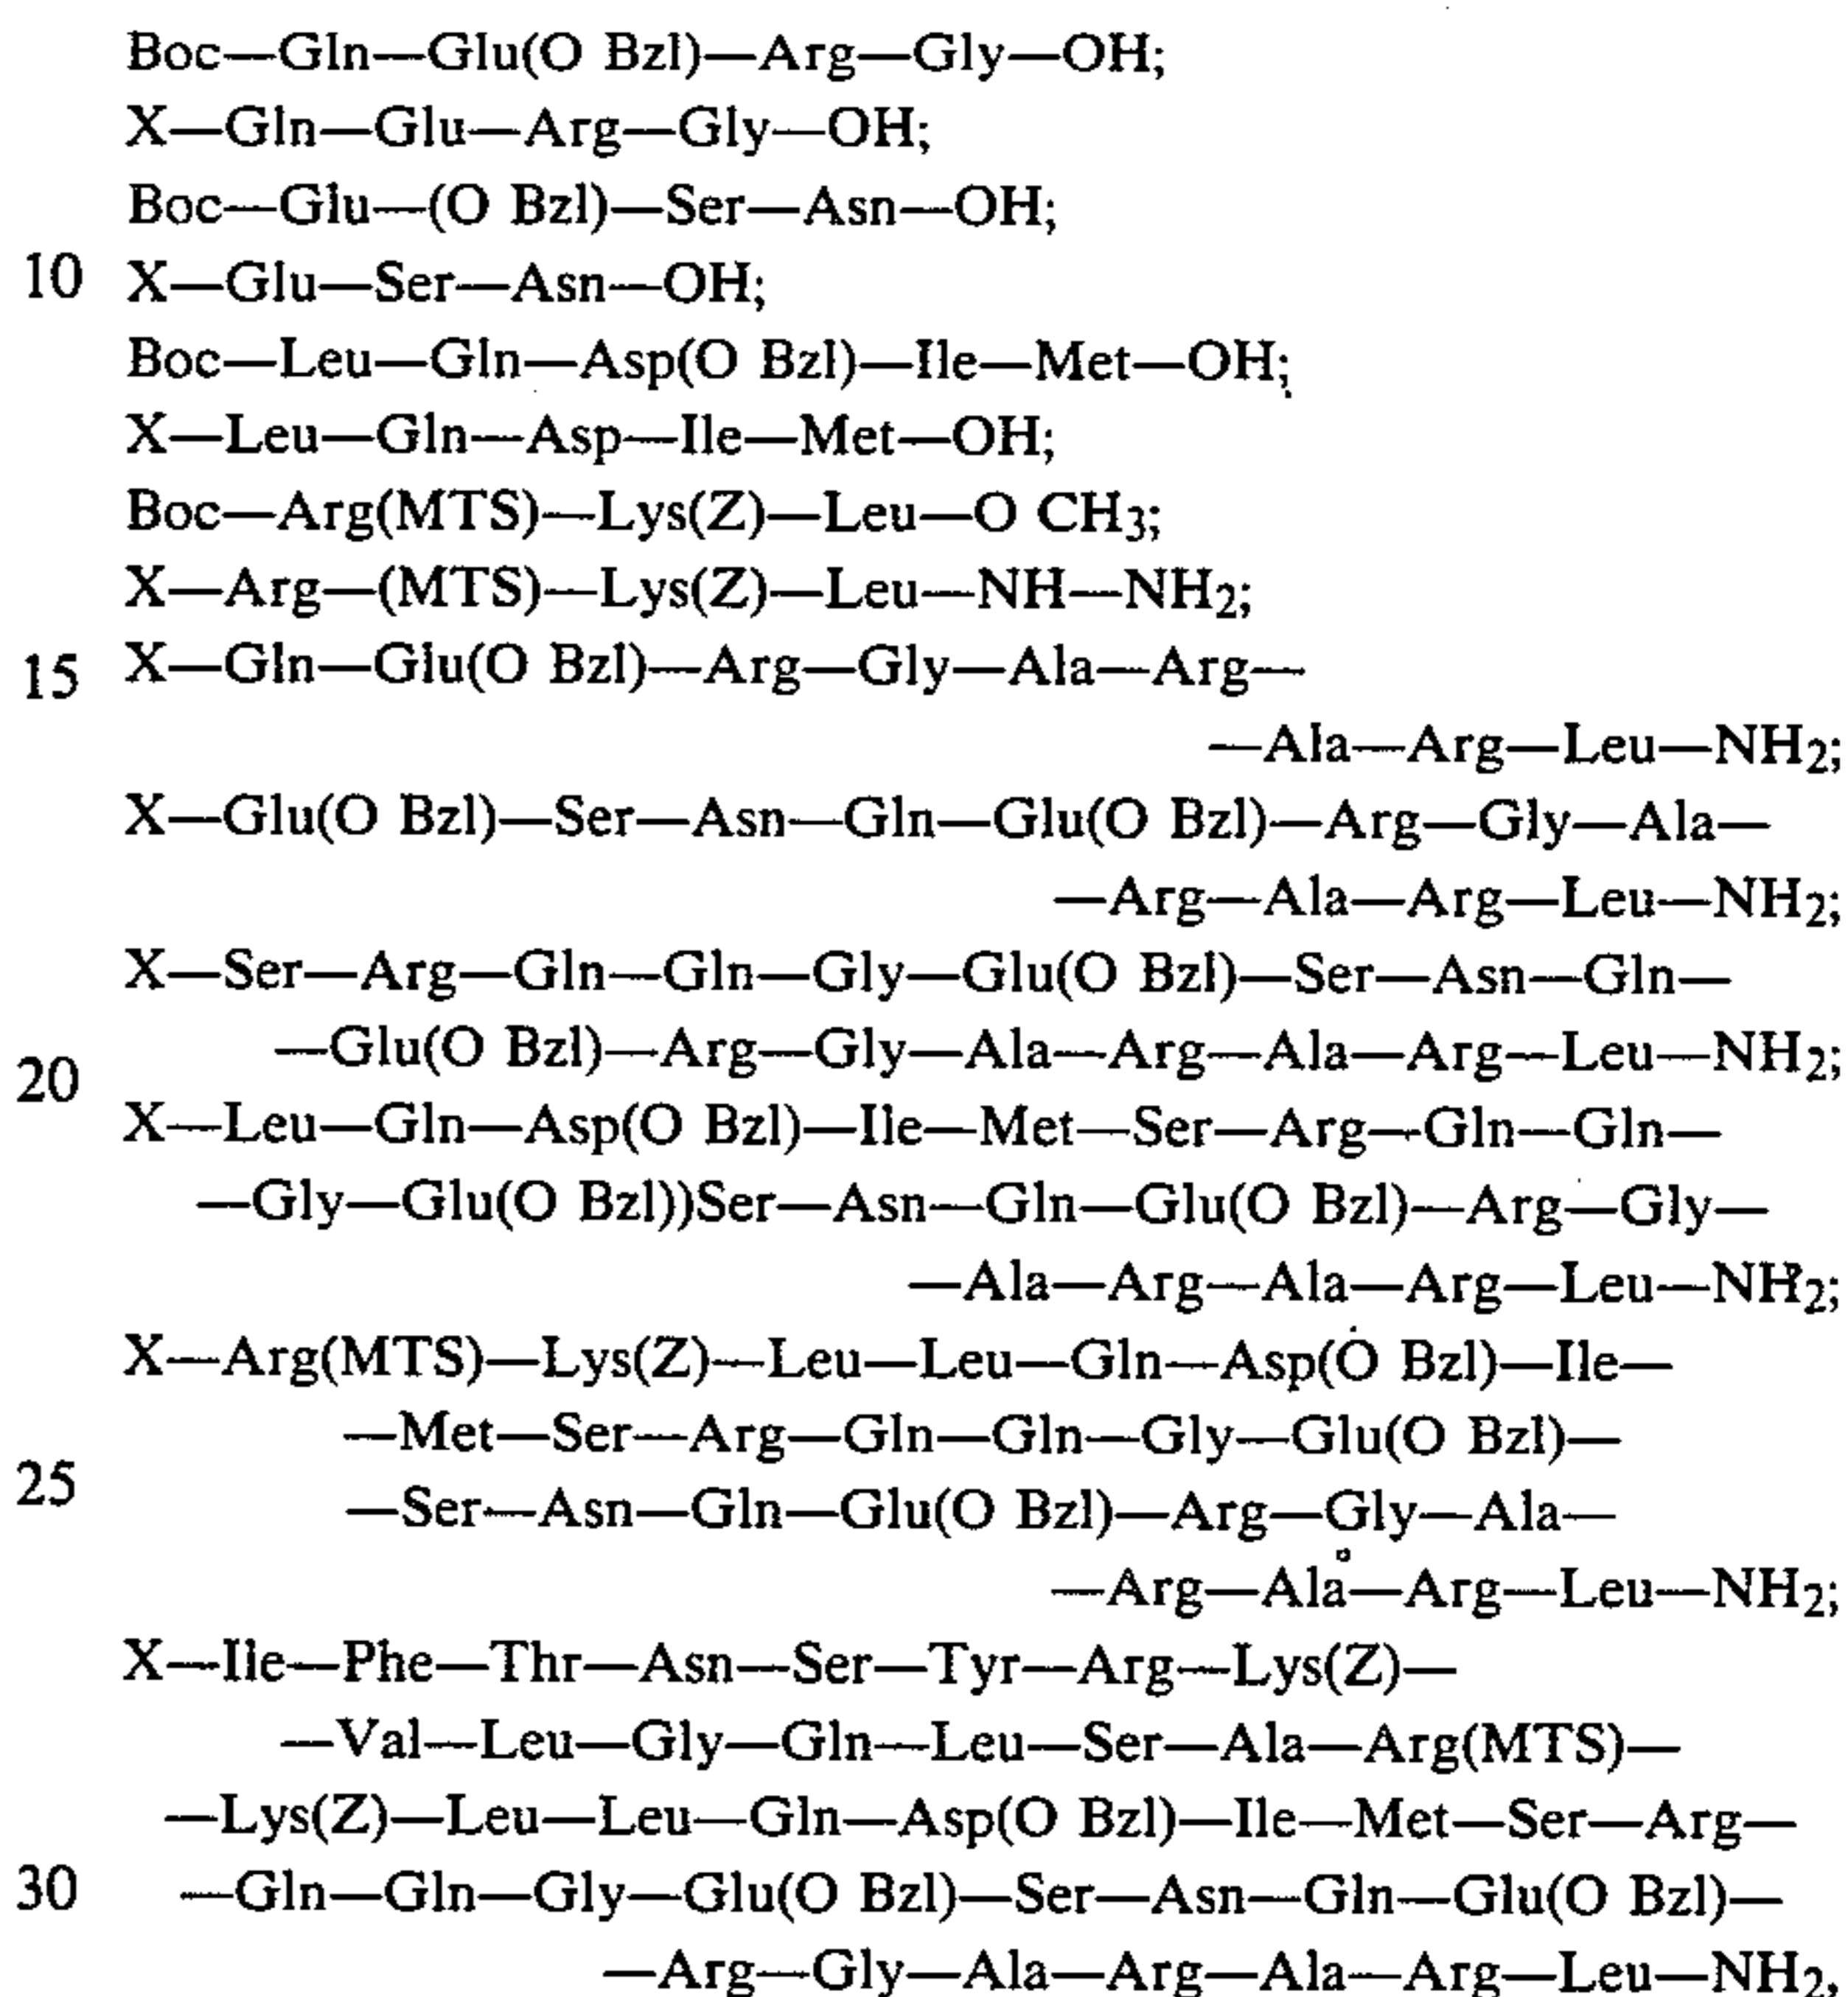 Boc—Gln—Glu(O Bzl)—Arg—Gly—OH;
X—Gln—Glu—Arg—Gly—OH;
Boc—Glu—(O Bzl)—Ser—Asn—OH;
10 X—Glu—Ser—Asn—OH;
Boc—Leu—Gln—Asp(O Bzl)—Ile—Met—OH;
X—Leu—Gln—Asp—Ile—Met—OH;
Boc—Arg(MTS)—Lys(Z)—Leu—O CH3;
X—Arg—(MTS)—Lys(Z)—Leu—NH—NH2;
15 X—Gln—Glu(O Bzl)—Arg—Gly—Ala—Arg—
—Ala—Arg—Leu—NH2;
X—Glu(O Bzl)—Ser—Asn—Gln—Glu(O Bzl)—Arg—Gly—Ala—
—Arg—Ala—Arg—Leu—NH2;
X—Ser—Arg—Gln—Gln—Gly—Glu(O Bzl)—Ser—Asn—Gln—
20 —Glu(O Bzl)—Arg—Gly—Ala—Arg—Ala—Arg—Leu—NH2;
X—Leu—Gln—Asp(O Bzl)—Ile—Met—Ser—Arg—Gln—Gln—
—Gly—Glu(O Bzl))Ser—Asn—Gln—Glu(O Bzl)—Arg—Gly—
—Ala—Arg—Ala—Arg—Leu—NH2;
X—Arg(MTS)—Lys(Z)—Leu—Leu—Gln—Asp(O Bzl)—Ile—
—Met—Ser—Arg—Gln—Gln—Gly—Glu(O Bzl)—
25 —Ser—Asn—Gln—Glu(O Bzl)—Arg—Gly—Ala—
—Arg—Ala—Arg—Leu—NH2;
X—Ile—Phe—Thr—Asn—Ser—Tyr—Arg—Lys(Z)—
—Val—Leu—Gly—Gln—Leu—Ser—Ala—Arg(MTS)—
—Lys(Z)—Leu—Leu—Gln—Asp(O Bzl)—Ile—Met—Ser—Arg—
30 —Gln—Gln—Gly—Glu(O Bzl)—Ser—Asn—Gln—Glu(O Bzl)—
—Arg—Gly—Ala—Arg—Ala—Arg—Leu—NH2,